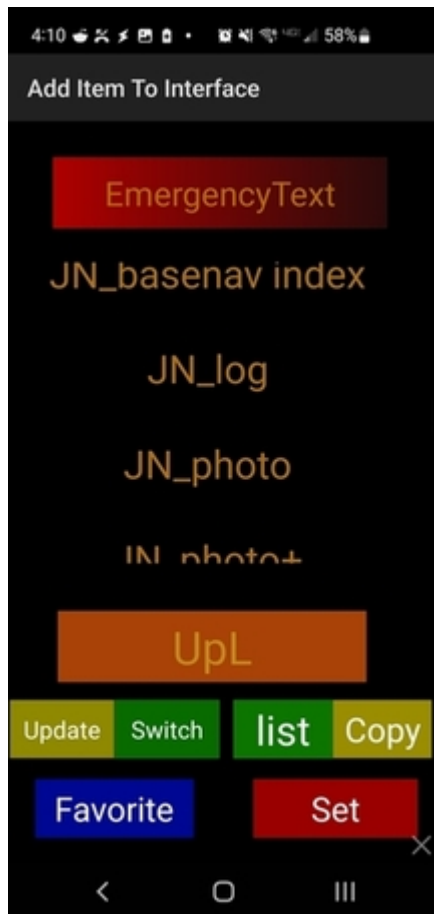 4:10 58%
Add Item To Interface
EmergencyText
JN_basenav index
JN_log
JN_photo
JN_photo+
UpL
Update Switch list Copy
Favorite Set